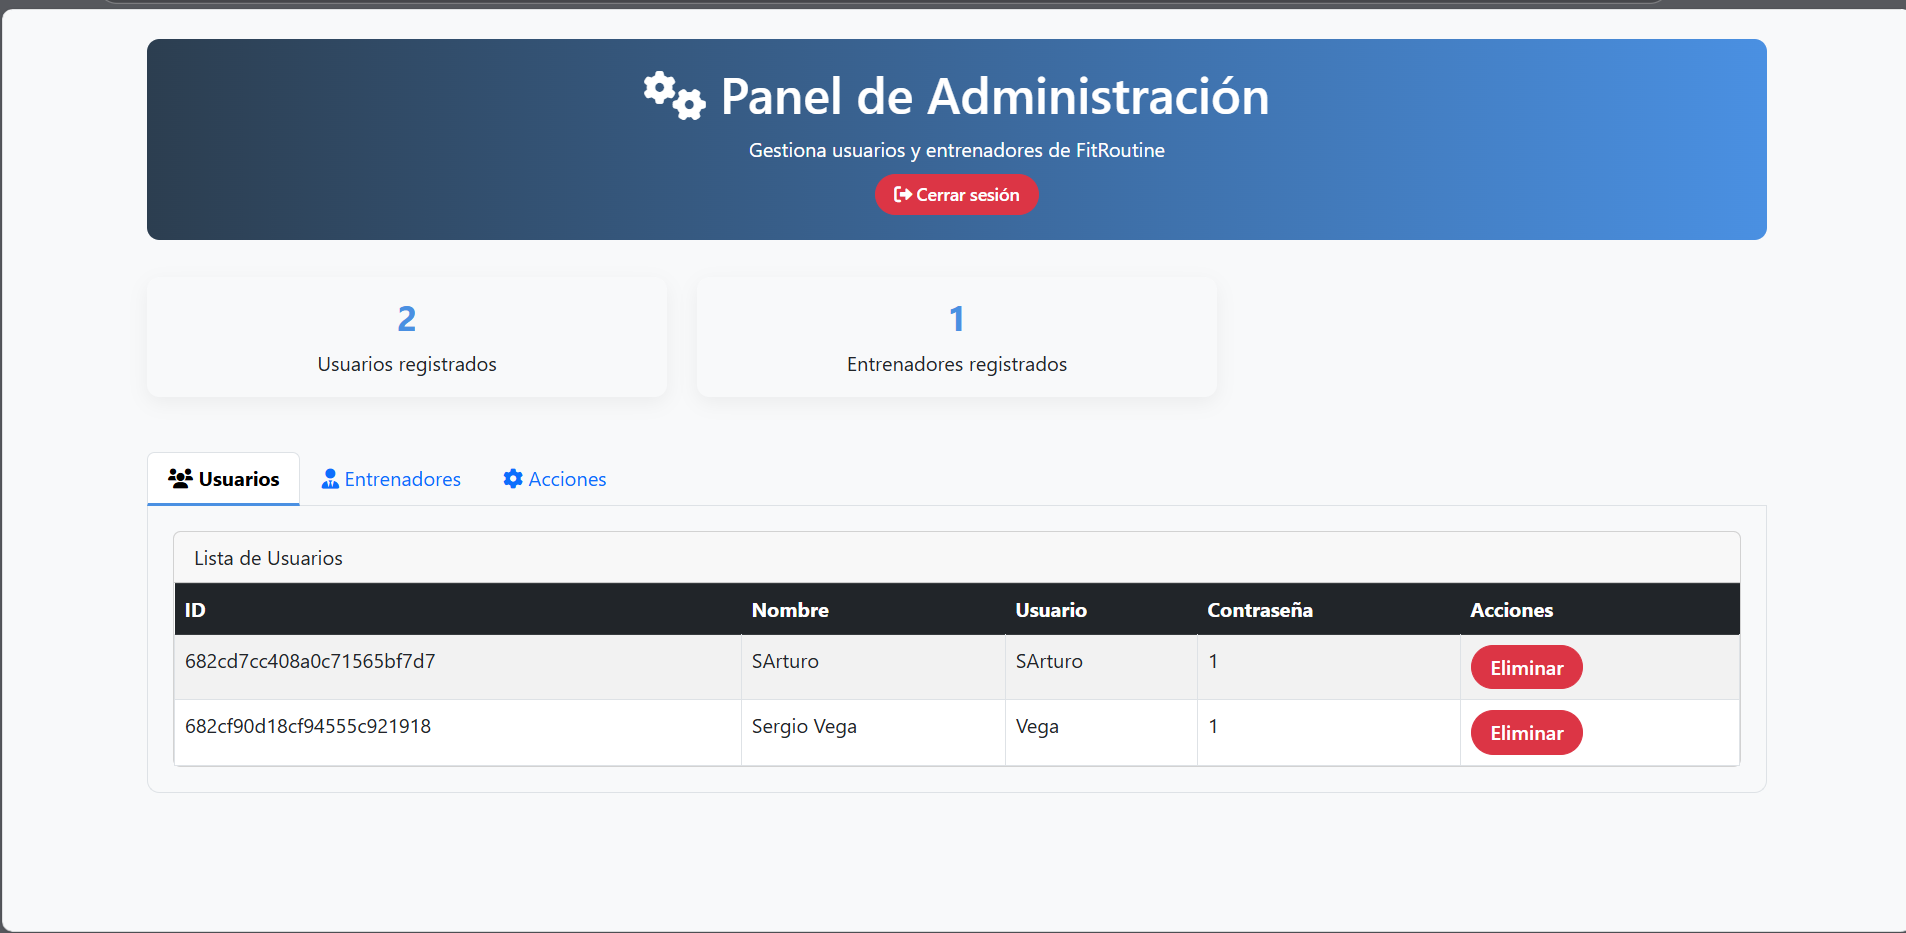 Panel de Administración
Gestiona usuarios y entrenadores de FitRoutine
Cerrar sesión
2
Usuarios registrados
1
Entrenadores registrados
Usuarios Entrenadores Acciones
Lista de Usuarios
ID Nombre Usuario Contraseña Acciones
682cd7cc408a0c71565bf7d7 SArturo SArturo 1 Eliminar
682cf90d18cf94555c921918 Sergio Vega Vega 1 Eliminar